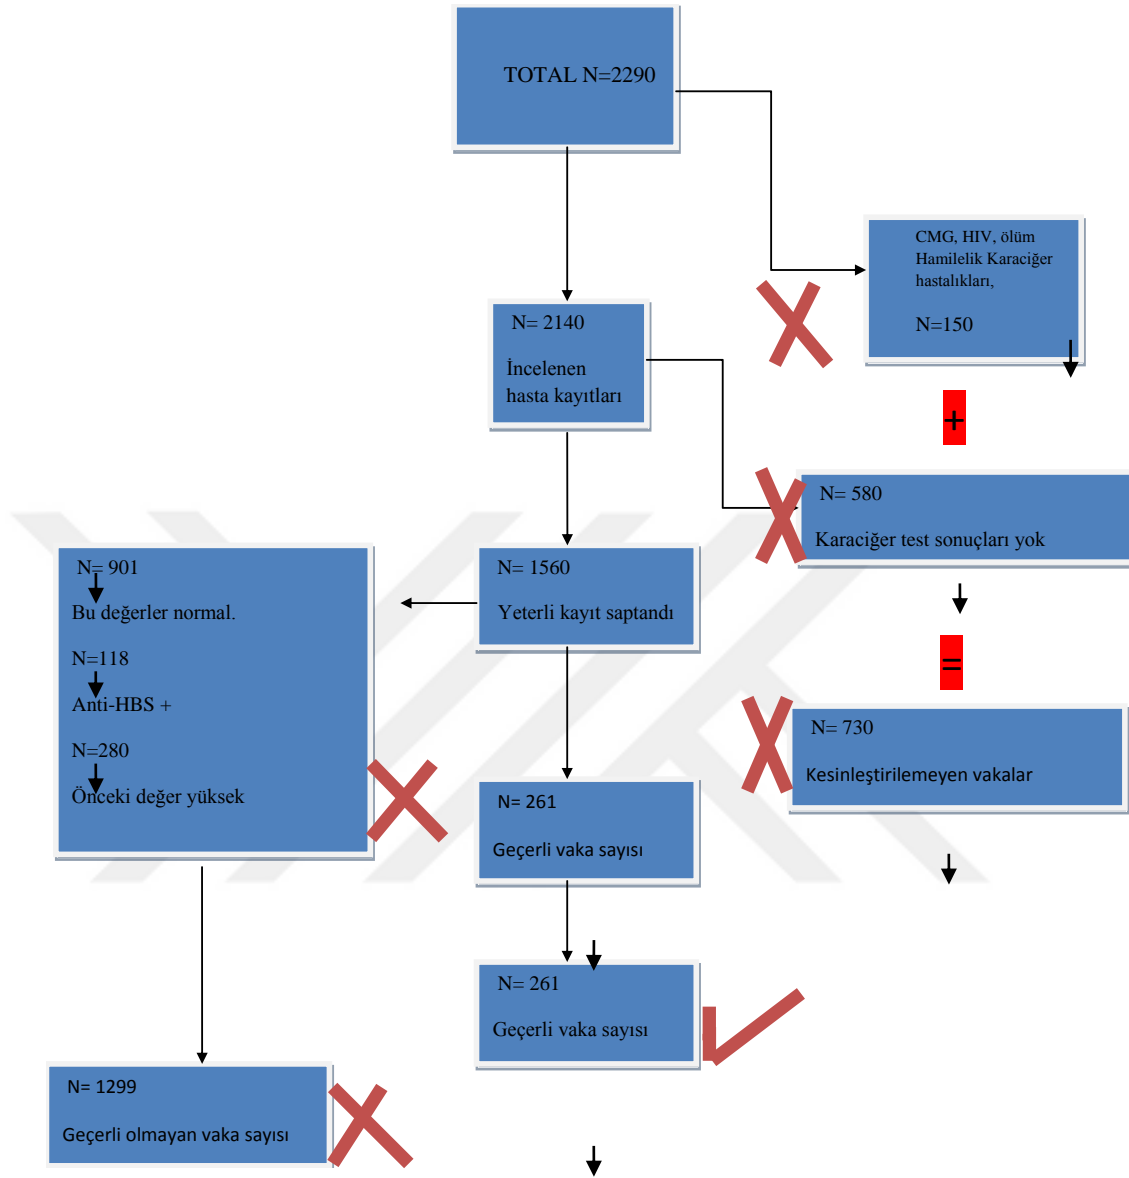 TOTAL N=2290
CMG, HIV, ölüm
Hamilelik Karaciğer
hastalıkları,
N=150
N= 2140
İncelenen
hasta kayıtları
+
N= 580
Karaciğer test sonuçları yok
N= 901
Bu değerler normal.
N=118
Anti-HBS +
N=280
Önceki değer yüksek
N= 1560
Yeterli kayıt saptandı
=
N= 730
Kesinleştirilemeyen vakalar
N= 261
Geçerli vaka sayısı
N= 261
Geçerli vaka sayısı
N= 1299
Geçerli olmayan vaka sayısı